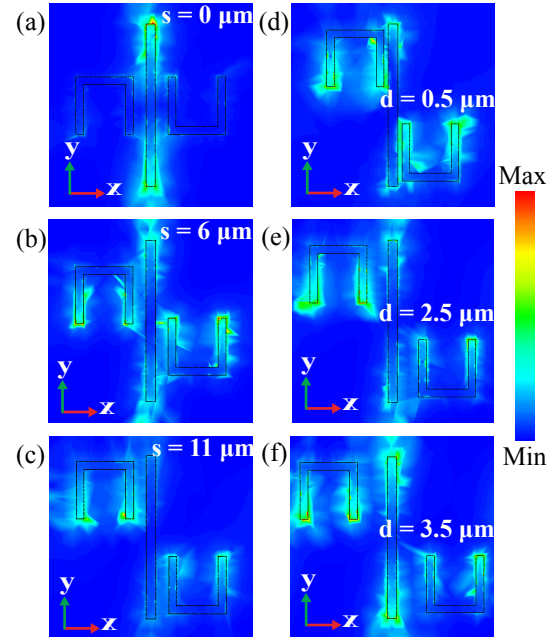 (a)
s = 0 μm
y
x
(d)
d = 0.5 μm
y
x
Max
(b)
s = 6 μm
y
x
(e)
d = 2.5 μm
y
x
Min
(c)
s = 11 μm
y
x
(f)
d = 3.5 μm
y
x